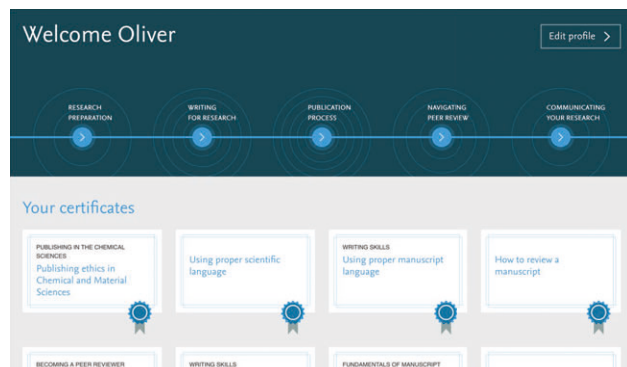 Welcome Oliver
Edit profile
RESEARCH
PREPARATION
WRITING
FOR RESEARCH
PUBLICATION
PROCESS
NAVIGATING
PEER REVIEW
COMMUNICATING
YOUR RESEARCH
Your certificates
PUBLISHING IN THE CHEMICAL
SCIENCES
Publishing ethics in
Chemical and Material
Sciences
Using proper scientific
language
WRITING SKILLS
Using proper manuscript
language
How to review a
manuscript
BECOMING A PEER REVIEWER
WRITING SKILLS
FUNDAMENTALS OF MANUSCRIPT